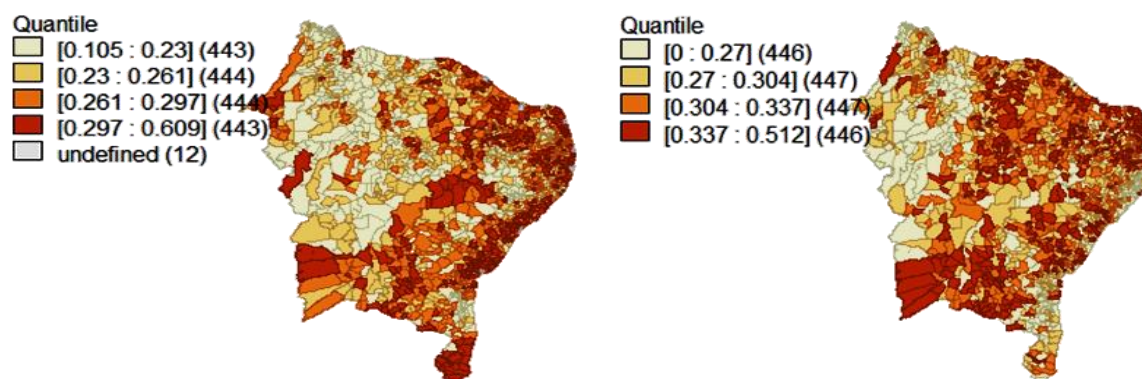 Quantile
[0.105 : 0.23] (443)
[0.23 : 0.261] (444)
[0.261 : 0.297] (444)
[0.297 : 0.609] (443)
undefined (12)
Quantile
[0 : 0.27] (446)
[0.27 : 0.304] (447)
[0.304 : 0.337] (447)
[0.337 : 0.512] (446)